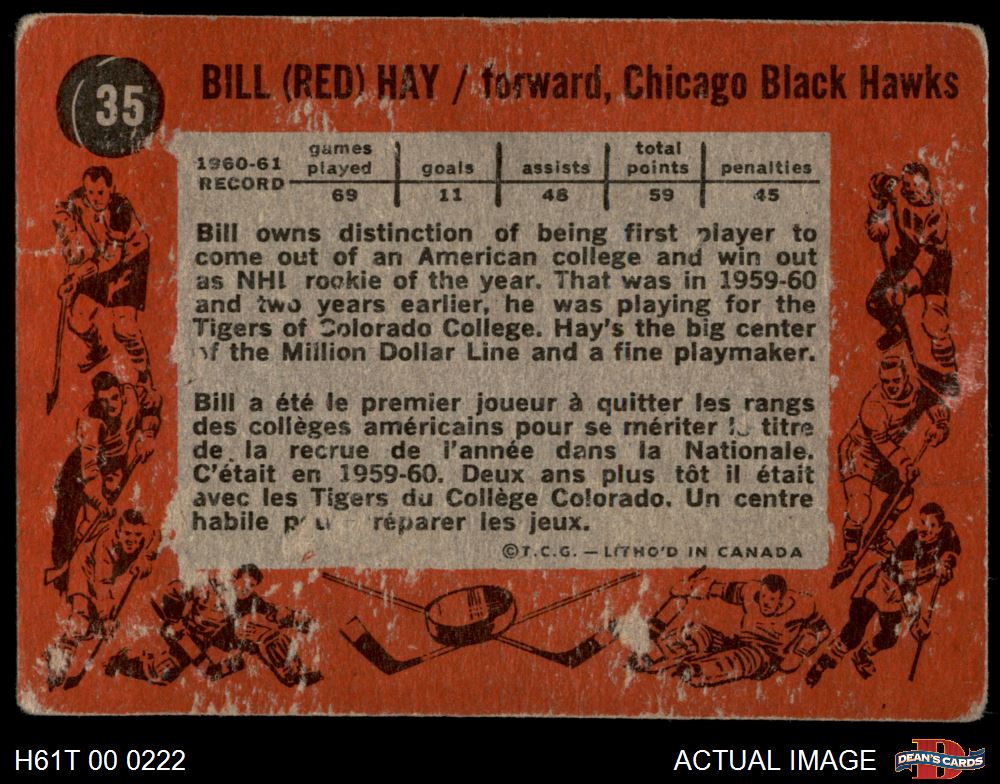 35
BILL (RED) HAY / forward, Chicago Black Hawks
1960-61 RECORD games played goals assists total points penalties
69 11 48 59 45
Bill owns distinction of being first player to
come out of an American college and win out
as NHL rookie of the year. That was in 1959-60
and two years earlier, he was playing for the
Tigers of Colorado College. Hay's the big center
of the Million Dollar Line and a fine playmaker.
Bill a été le premier joueur à quitter les rangs
des collèges américains pour se mériter le titre
de la recrue de l'année dans la Nationale.
C'était en 1959-60. Deux ans plus tôt il était
avec les Tigers du Collège Colorado. Un centre
habile réparer les jeux.
©T.C.G. — LITHO'D IN CANADA
H61T 00 0222
ACTUAL IMAGE
D
DEAN'S CARDS